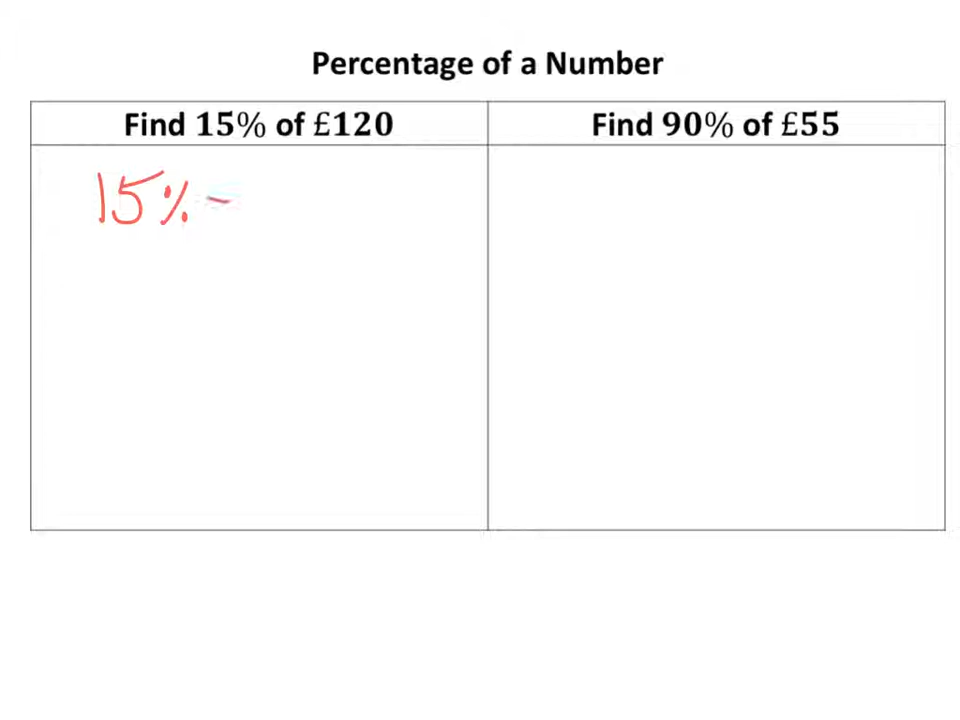 Percentage of a Number
Find 15% of £120
Find 90% of £55
15% -